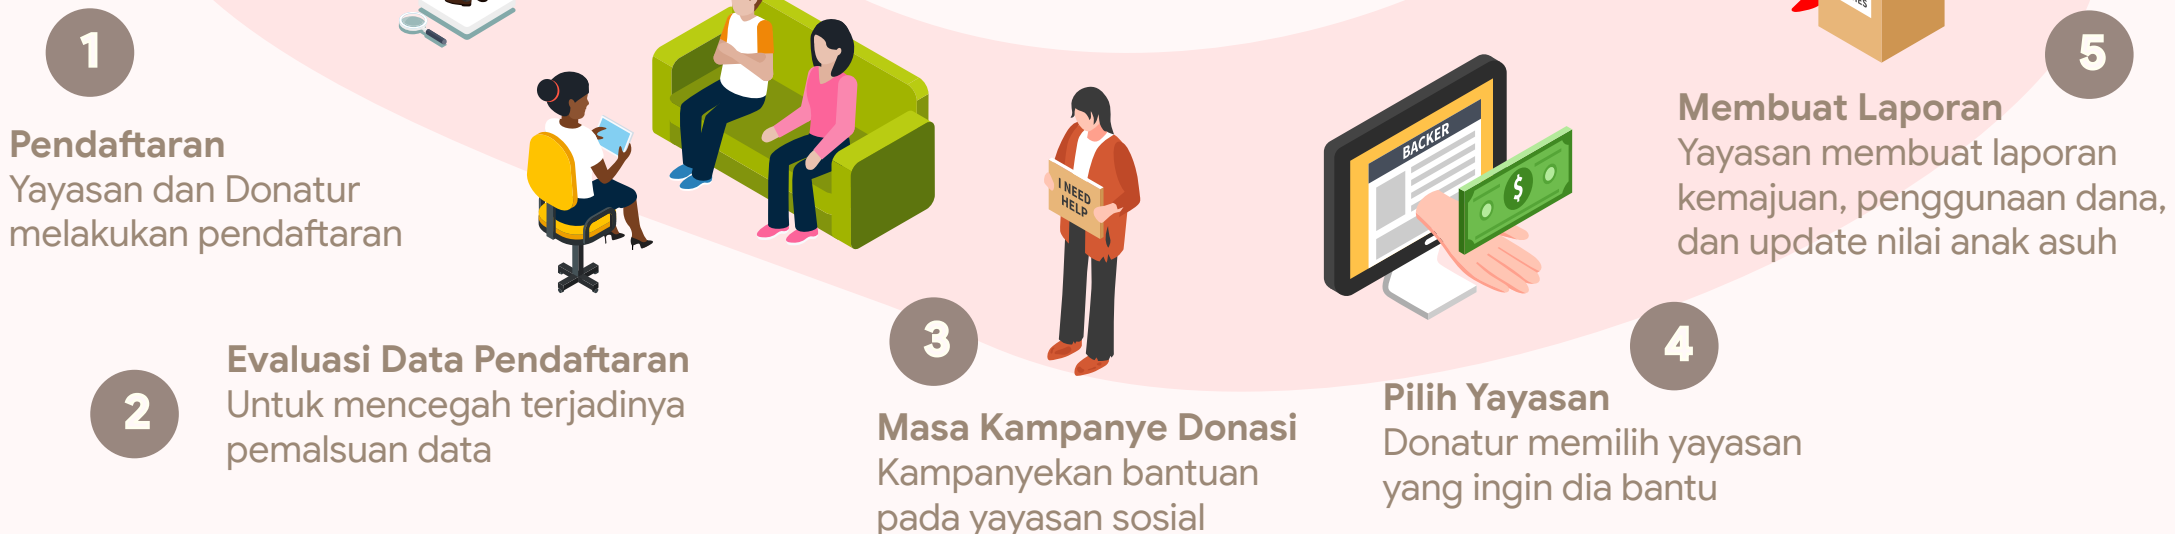 1
Pendaftaran
Yayasan dan Donatur
melakukan pendaftaran
2
Evaluasi Data Pendaftaran
Untuk mencegah terjadinya
pemalsuan data
I NEED
HELP
3
Masa Kampanye Donasi
Kampanyekan bantuan
pada yayasan sosial
BACKER
$
4
Pilih Yayasan
Donatur memilih yayasan
yang ingin dia bantu
5
Membuat Laporan
Yayasan membuat laporan
kemajuan, penggunaan dana,
dan update nilai anak asuh